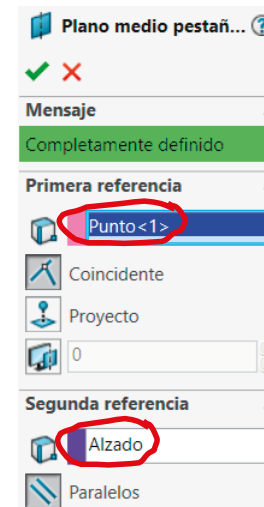 Plano medio pestañ...
Mensaje
Completamente definido
Primera referencia
Punto<1>
Coincidente
Proyecto
0
Segunda referencia
Alzado
Paralelos